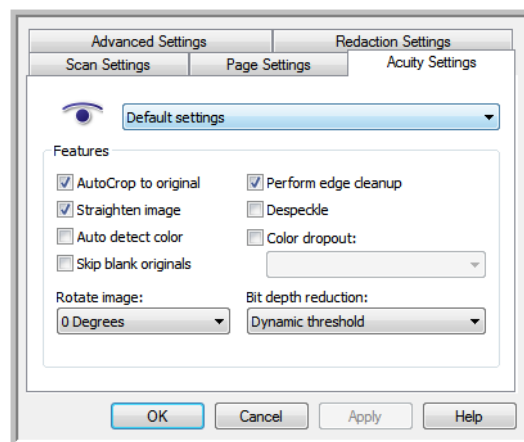 Advanced Settings Redaction Settings
Scan Settings Page Settings Acuity Settings
Default settings
Features
AutoCrop to original Perform edge cleanup
Straighten image Despeckle
Auto detect color Color dropout:
Skip blank originals
Rotate image: Bit depth reduction:
0 Degrees Dynamic threshold
OK Cancel Apply Help